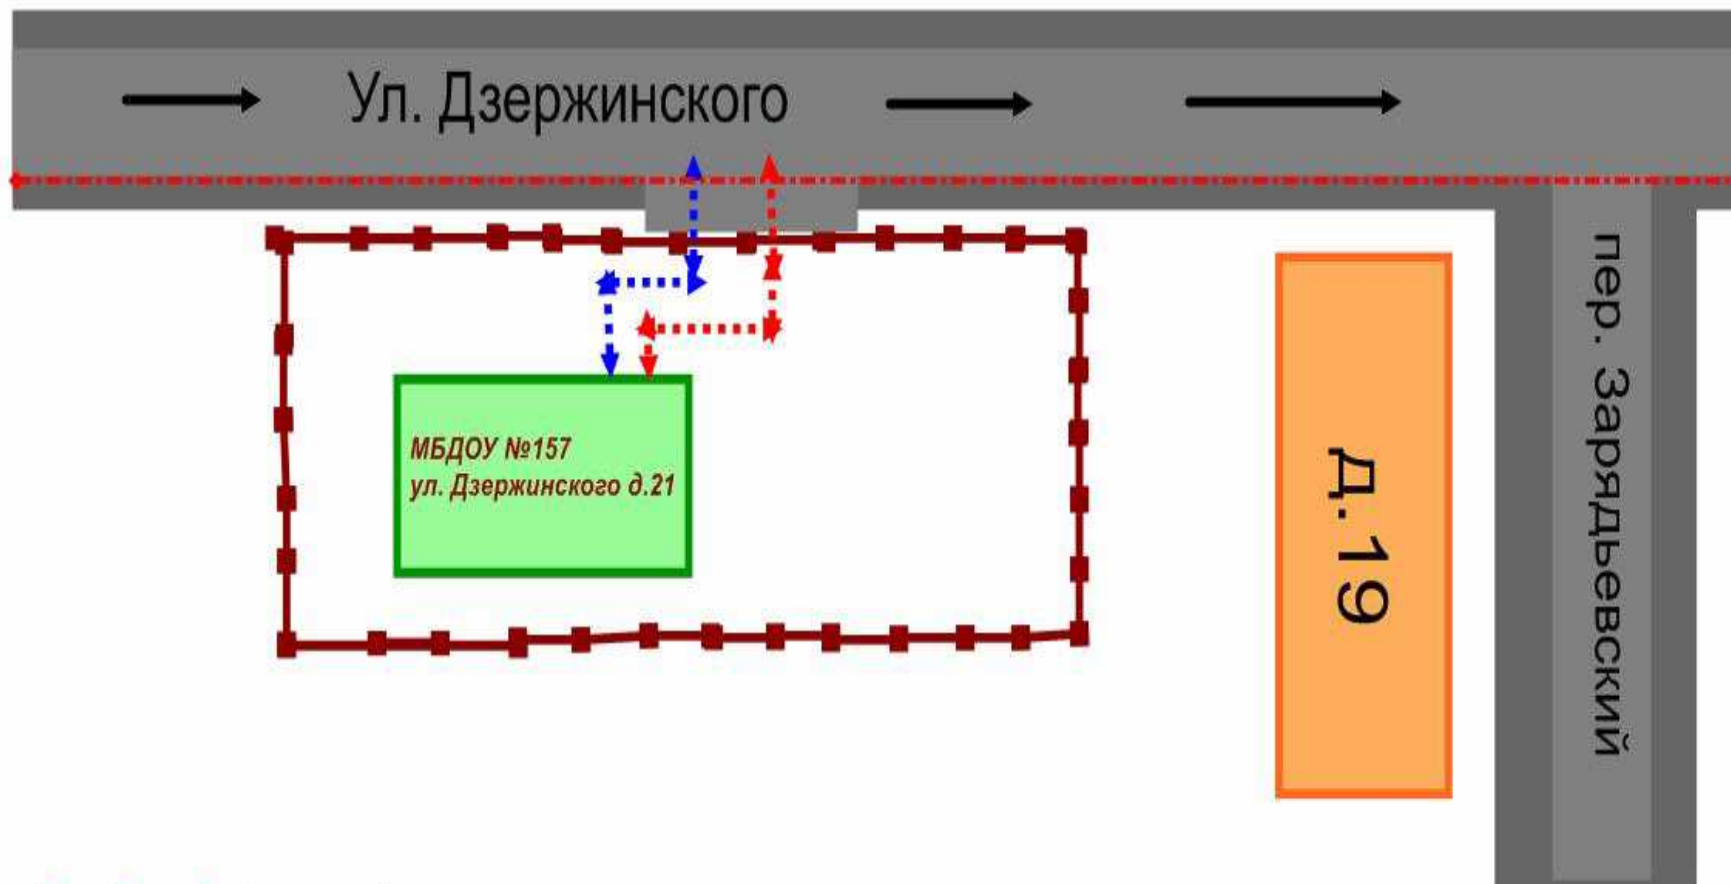 Ул. Дзержинского
МБДОУ №157
ул. Дзержинского д.21
д.19
пер. Зарядьевский